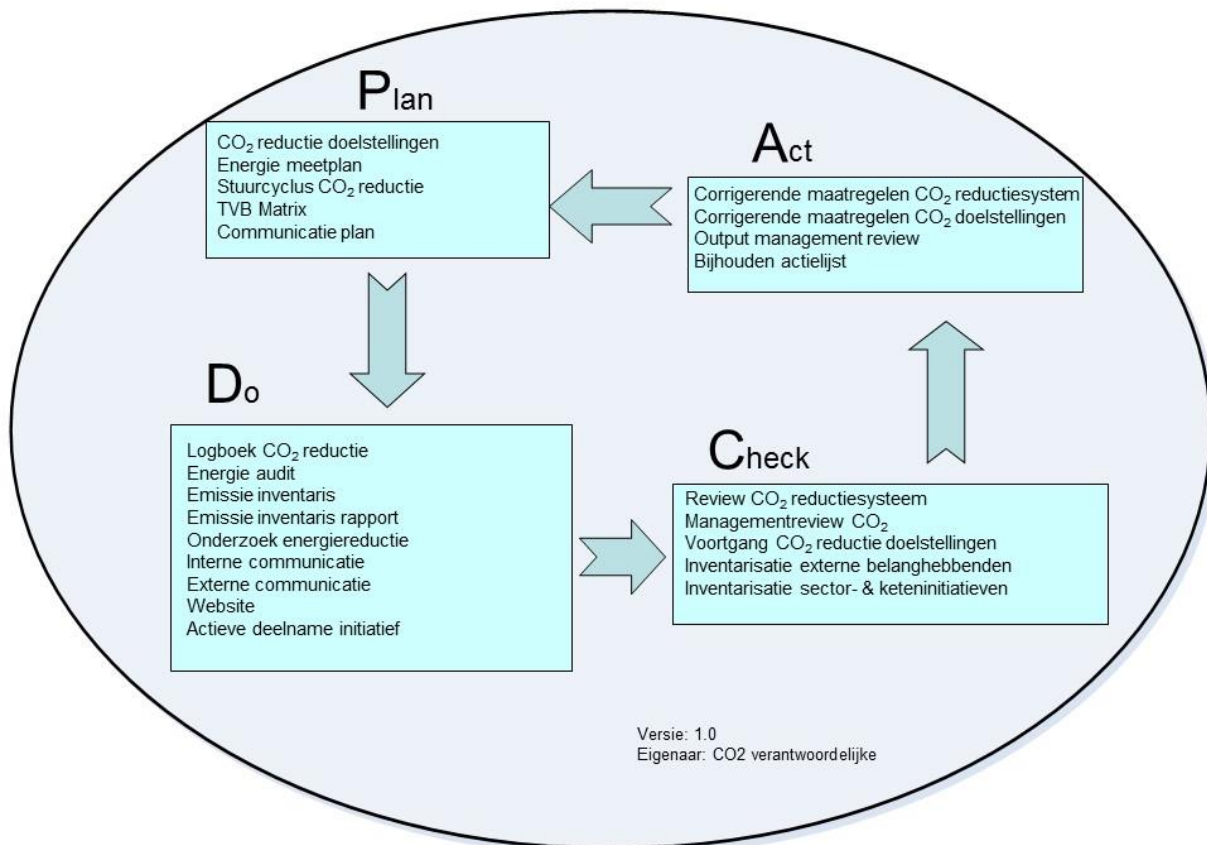 Plan
CO₂ reductie doelstellingen
Energie meetplan
Stuurcyclus CO₂ reductie
TVB Matrix
Communicatie plan
Act
Corrigerende maatregelen CO₂ reductiesystem
Corrigerende maatregelen CO₂ doelstellingen
Output management review
Bijhouden actielijst
Do
Logboek CO₂ reductie
Energie audit
Emissie inventaris
Emissie inventaris rapport
Onderzoek energiereductie
Interne communicatie
Externe communicatie
Website
Actieve deelname initiatief
Check
Review CO₂ reductiesysteem
Managementreview CO₂
Voortgang CO₂ reductie doelstellingen
Inventarisatie externe belanghebbenden
Inventarisatie sector- & keteninitiatieven
Versie: 1.0
Eigenaar: CO2 verantwoordelijke